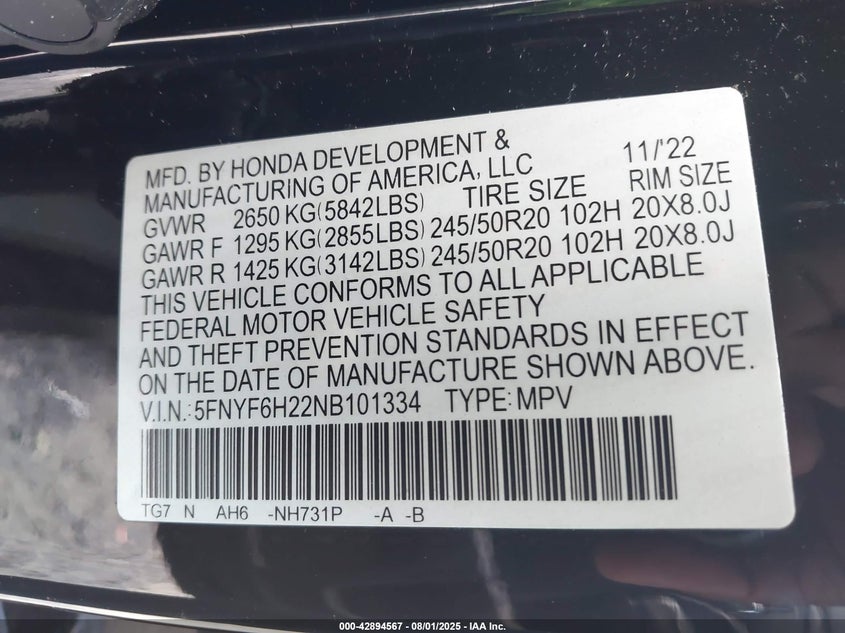 MFD. BY HONDA DEVELOPMENT & 11/'22
MANUFACTURING OF AMERICA, LLC TIRE SIZE RIM SIZE
GVWR 2650 KG(5842LBS)
GAWR F 1295 KG(2855LBS) 245/50R20 102H 20X8.0J
GAWR R 1425 KG(3142LBS) 245/50R20 102H 20X8.0J
THIS VEHICLE CONFORMS TO ALL APPLICABLE
FEDERAL MOTOR VEHICLE SAFETY
AND THEFT PREVENTION STANDARDS IN EFFECT
ON THE DATE OF MANUFACTURE SHOWN ABOVE.
V.I.N.:5FNYF6H22NB101334 TYPE:MPV
TG7 N AH6 -NH731P -A -B
000-42894567 - 08/01/2025 - IAA Inc.